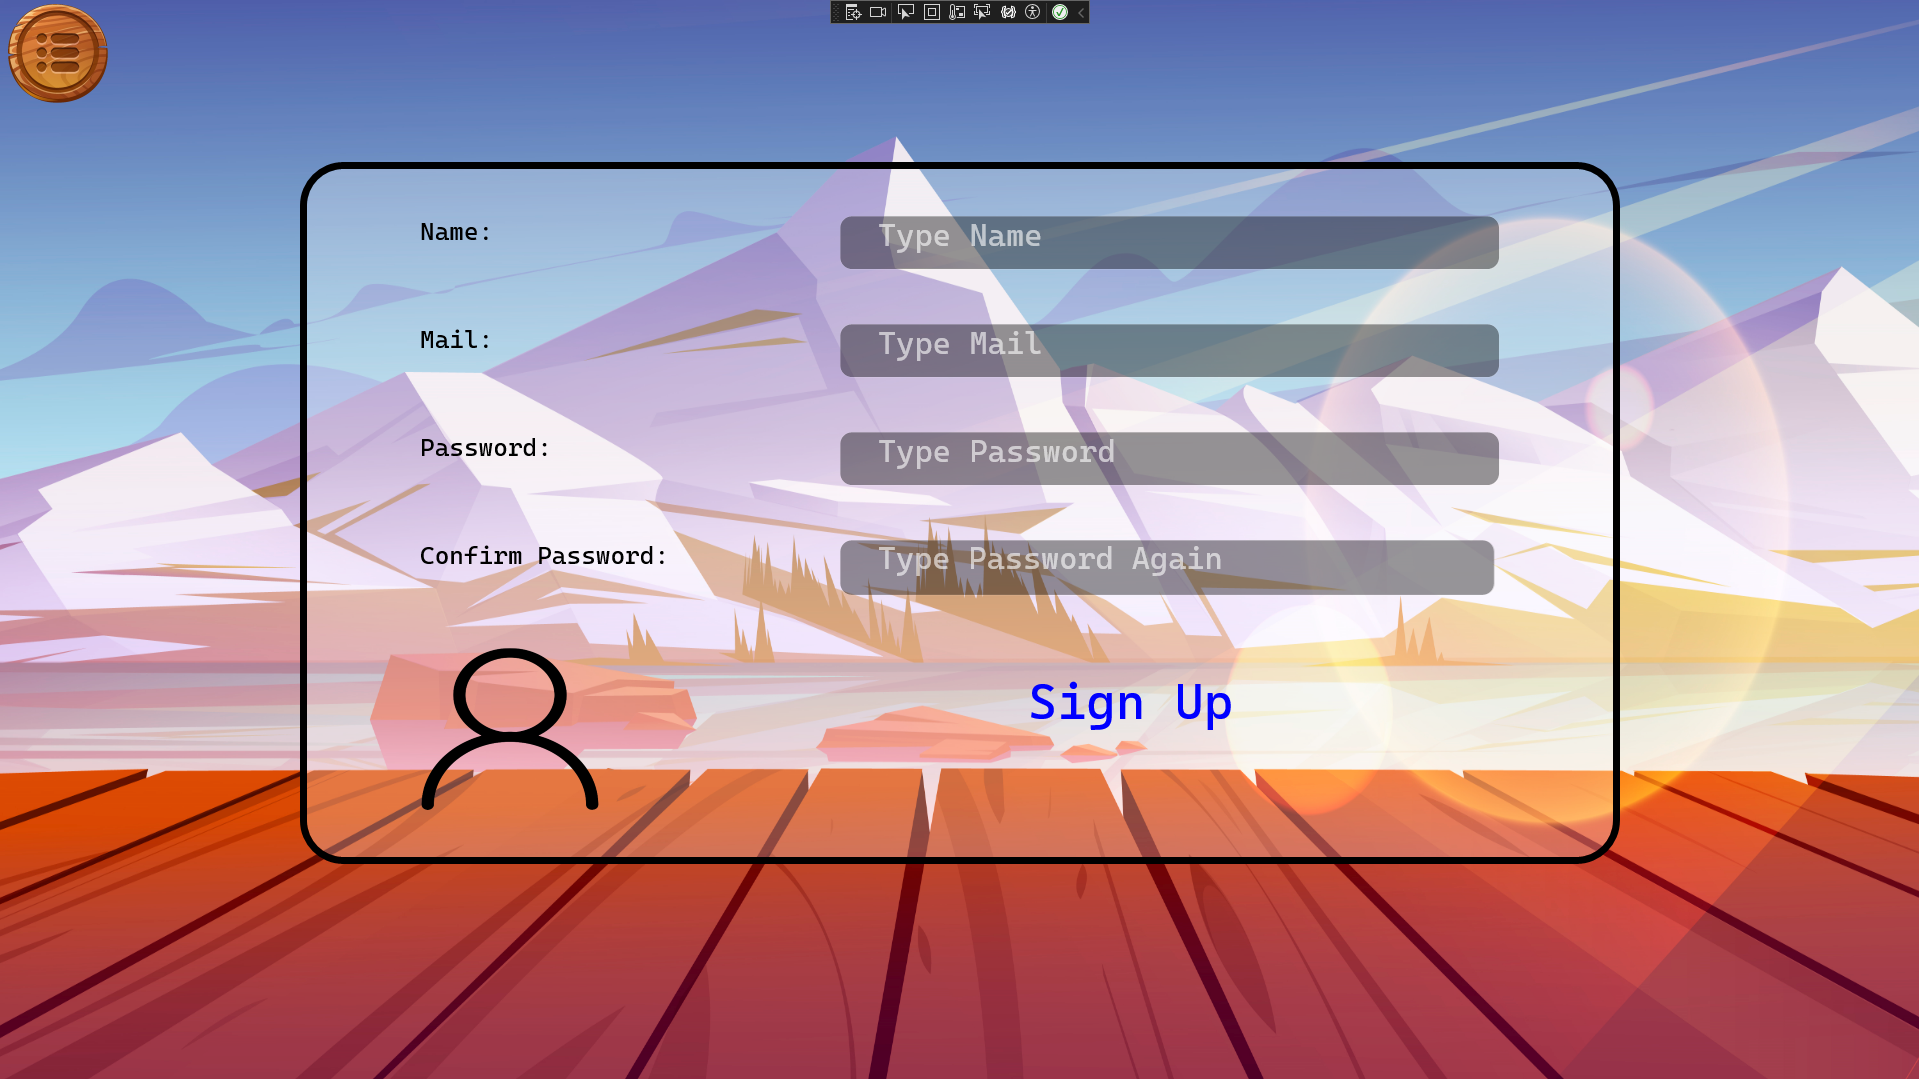 Name:
Type Name
Mail:
Type Mail
Password:
Type Password
Confirm Password:
Type Password Again
Sign Up